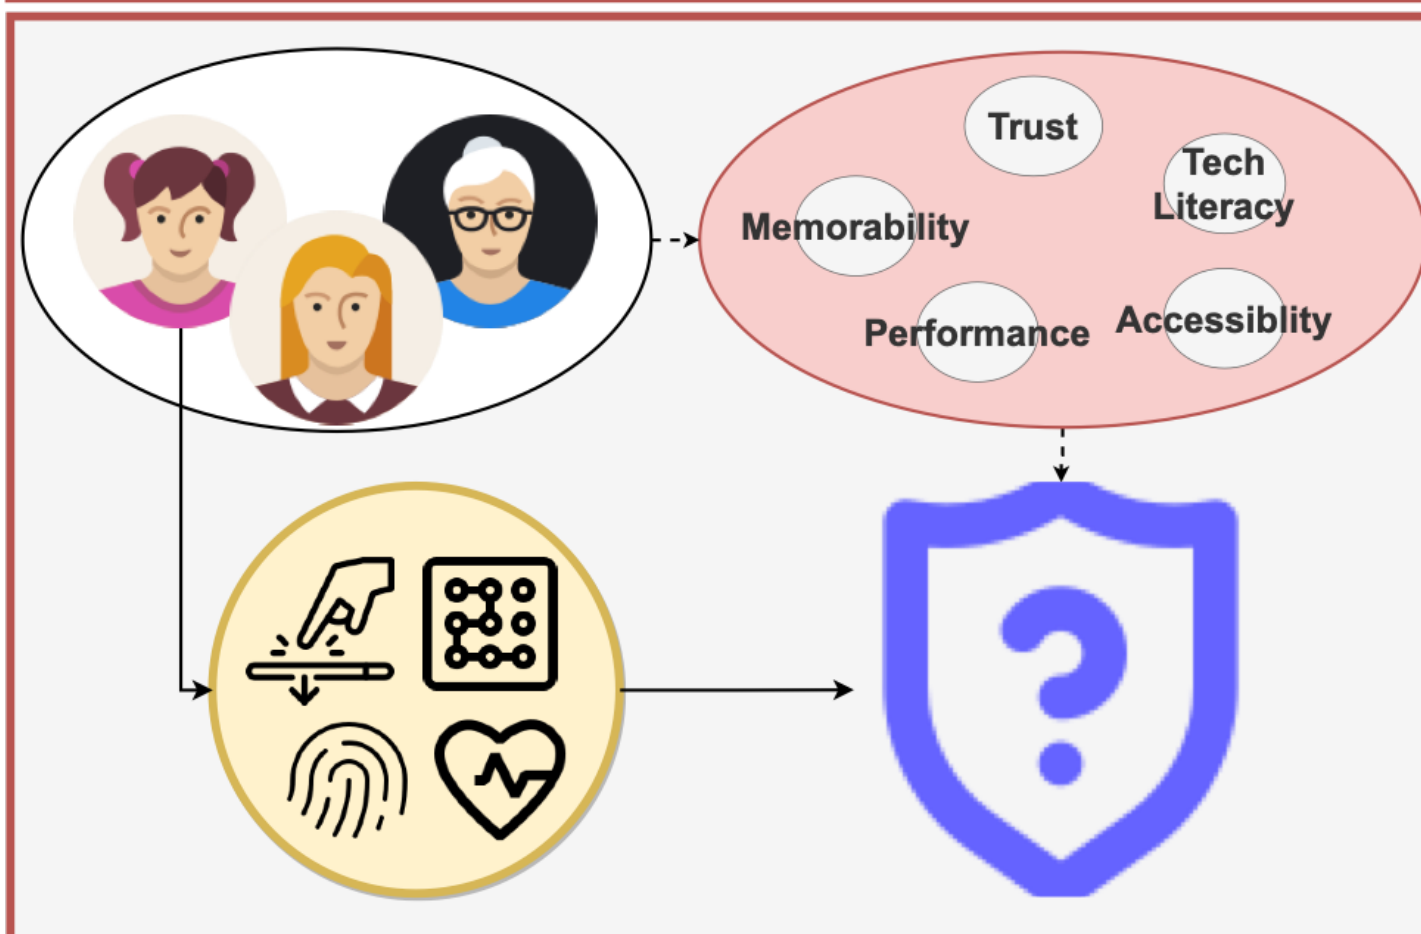 Trust
Tech
Literacy
Memorability
Performance
Accessiblity